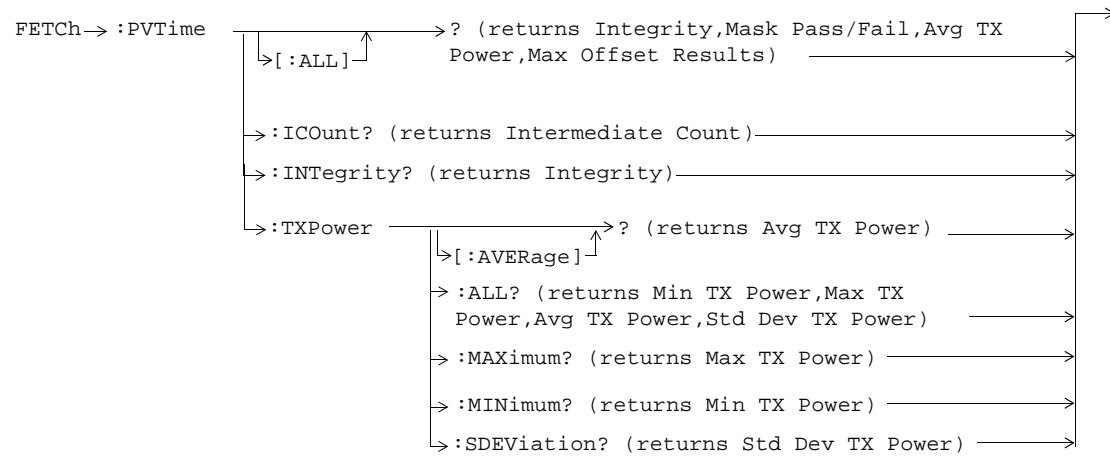 FETCh :PVTime ? (returns Integrity,Mask Pass/Fail,Avg TX
[:ALL] Power,Max Offset Results)
:ICOunt? (returns Intermediate Count)
:INTegrity? (returns Integrity)
:TXPower ? (returns Avg TX Power)
[:AVERage]
:ALL? (returns Min TX Power,Max TX
Power,Avg TX Power,Std Dev TX Power)
:MAXimum? (returns Max TX Power)
:MINimum? (returns Min TX Power)
:SDEViation? (returns Std Dev TX Power)